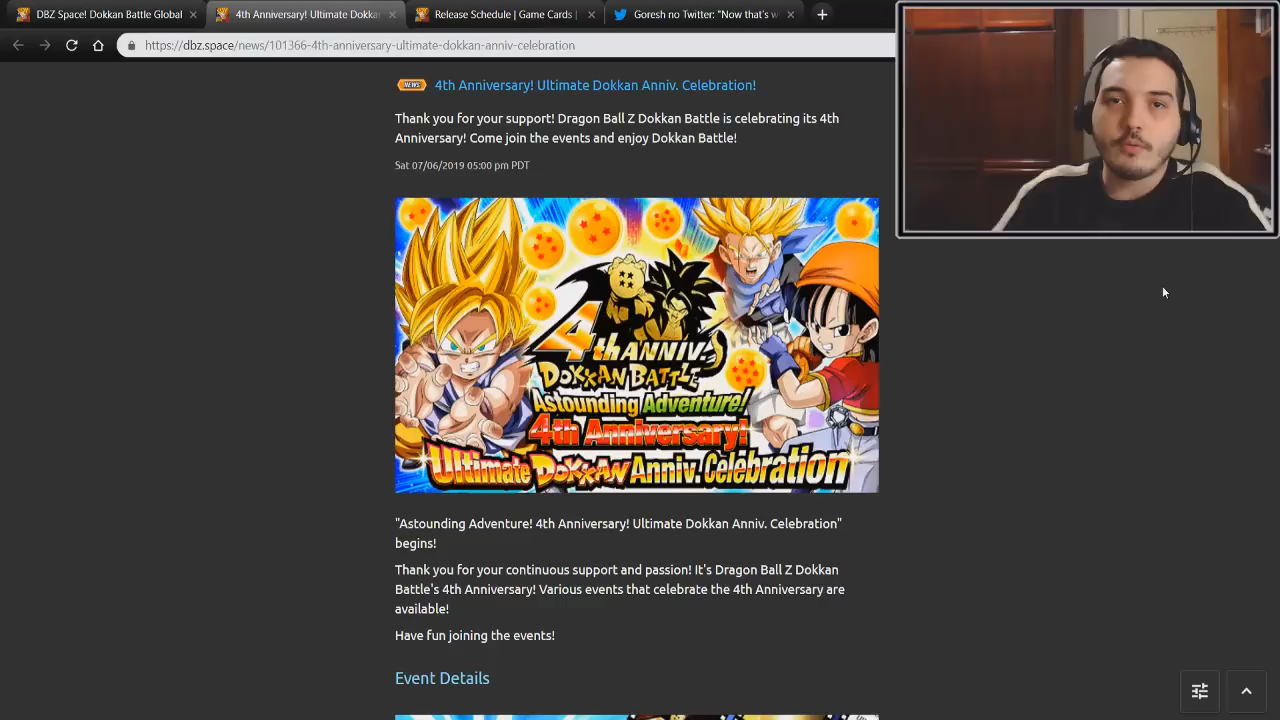 DBZ Space! Dokkan Battle Global
4th Anniversary! Ultimate Dokka
Release Schedule | Game Cards |
Goresh no Twitter: "Now that's w
https://dbz.space/news/101366-4th-anniversary-ultimate-dokkan-anniv-celebration
NEWS 4th Anniversary! Ultimate Dokkan Anniv. Celebration!
Thank you for your support! Dragon Ball Z Dokkan Battle is celebrating its 4th
Anniversary! Come join the events and enjoy Dokkan Battle!
Sat 07/06/2019 05:00 pm PDT
4th ANNIV.
DOKKAN BATTLE
Astounding Adventure!
4th Anniversary!
Ultimate DOKKAN Anniv. Celebration
"Astounding Adventure! 4th Anniversary! Ultimate Dokkan Anniv. Celebration"
begins!
Thank you for your continuous support and passion! It's Dragon Ball Z Dokkan
Battle's 4th Anniversary! Various events that celebrate the 4th Anniversary are
available!
Have fun joining the events!
Event Details